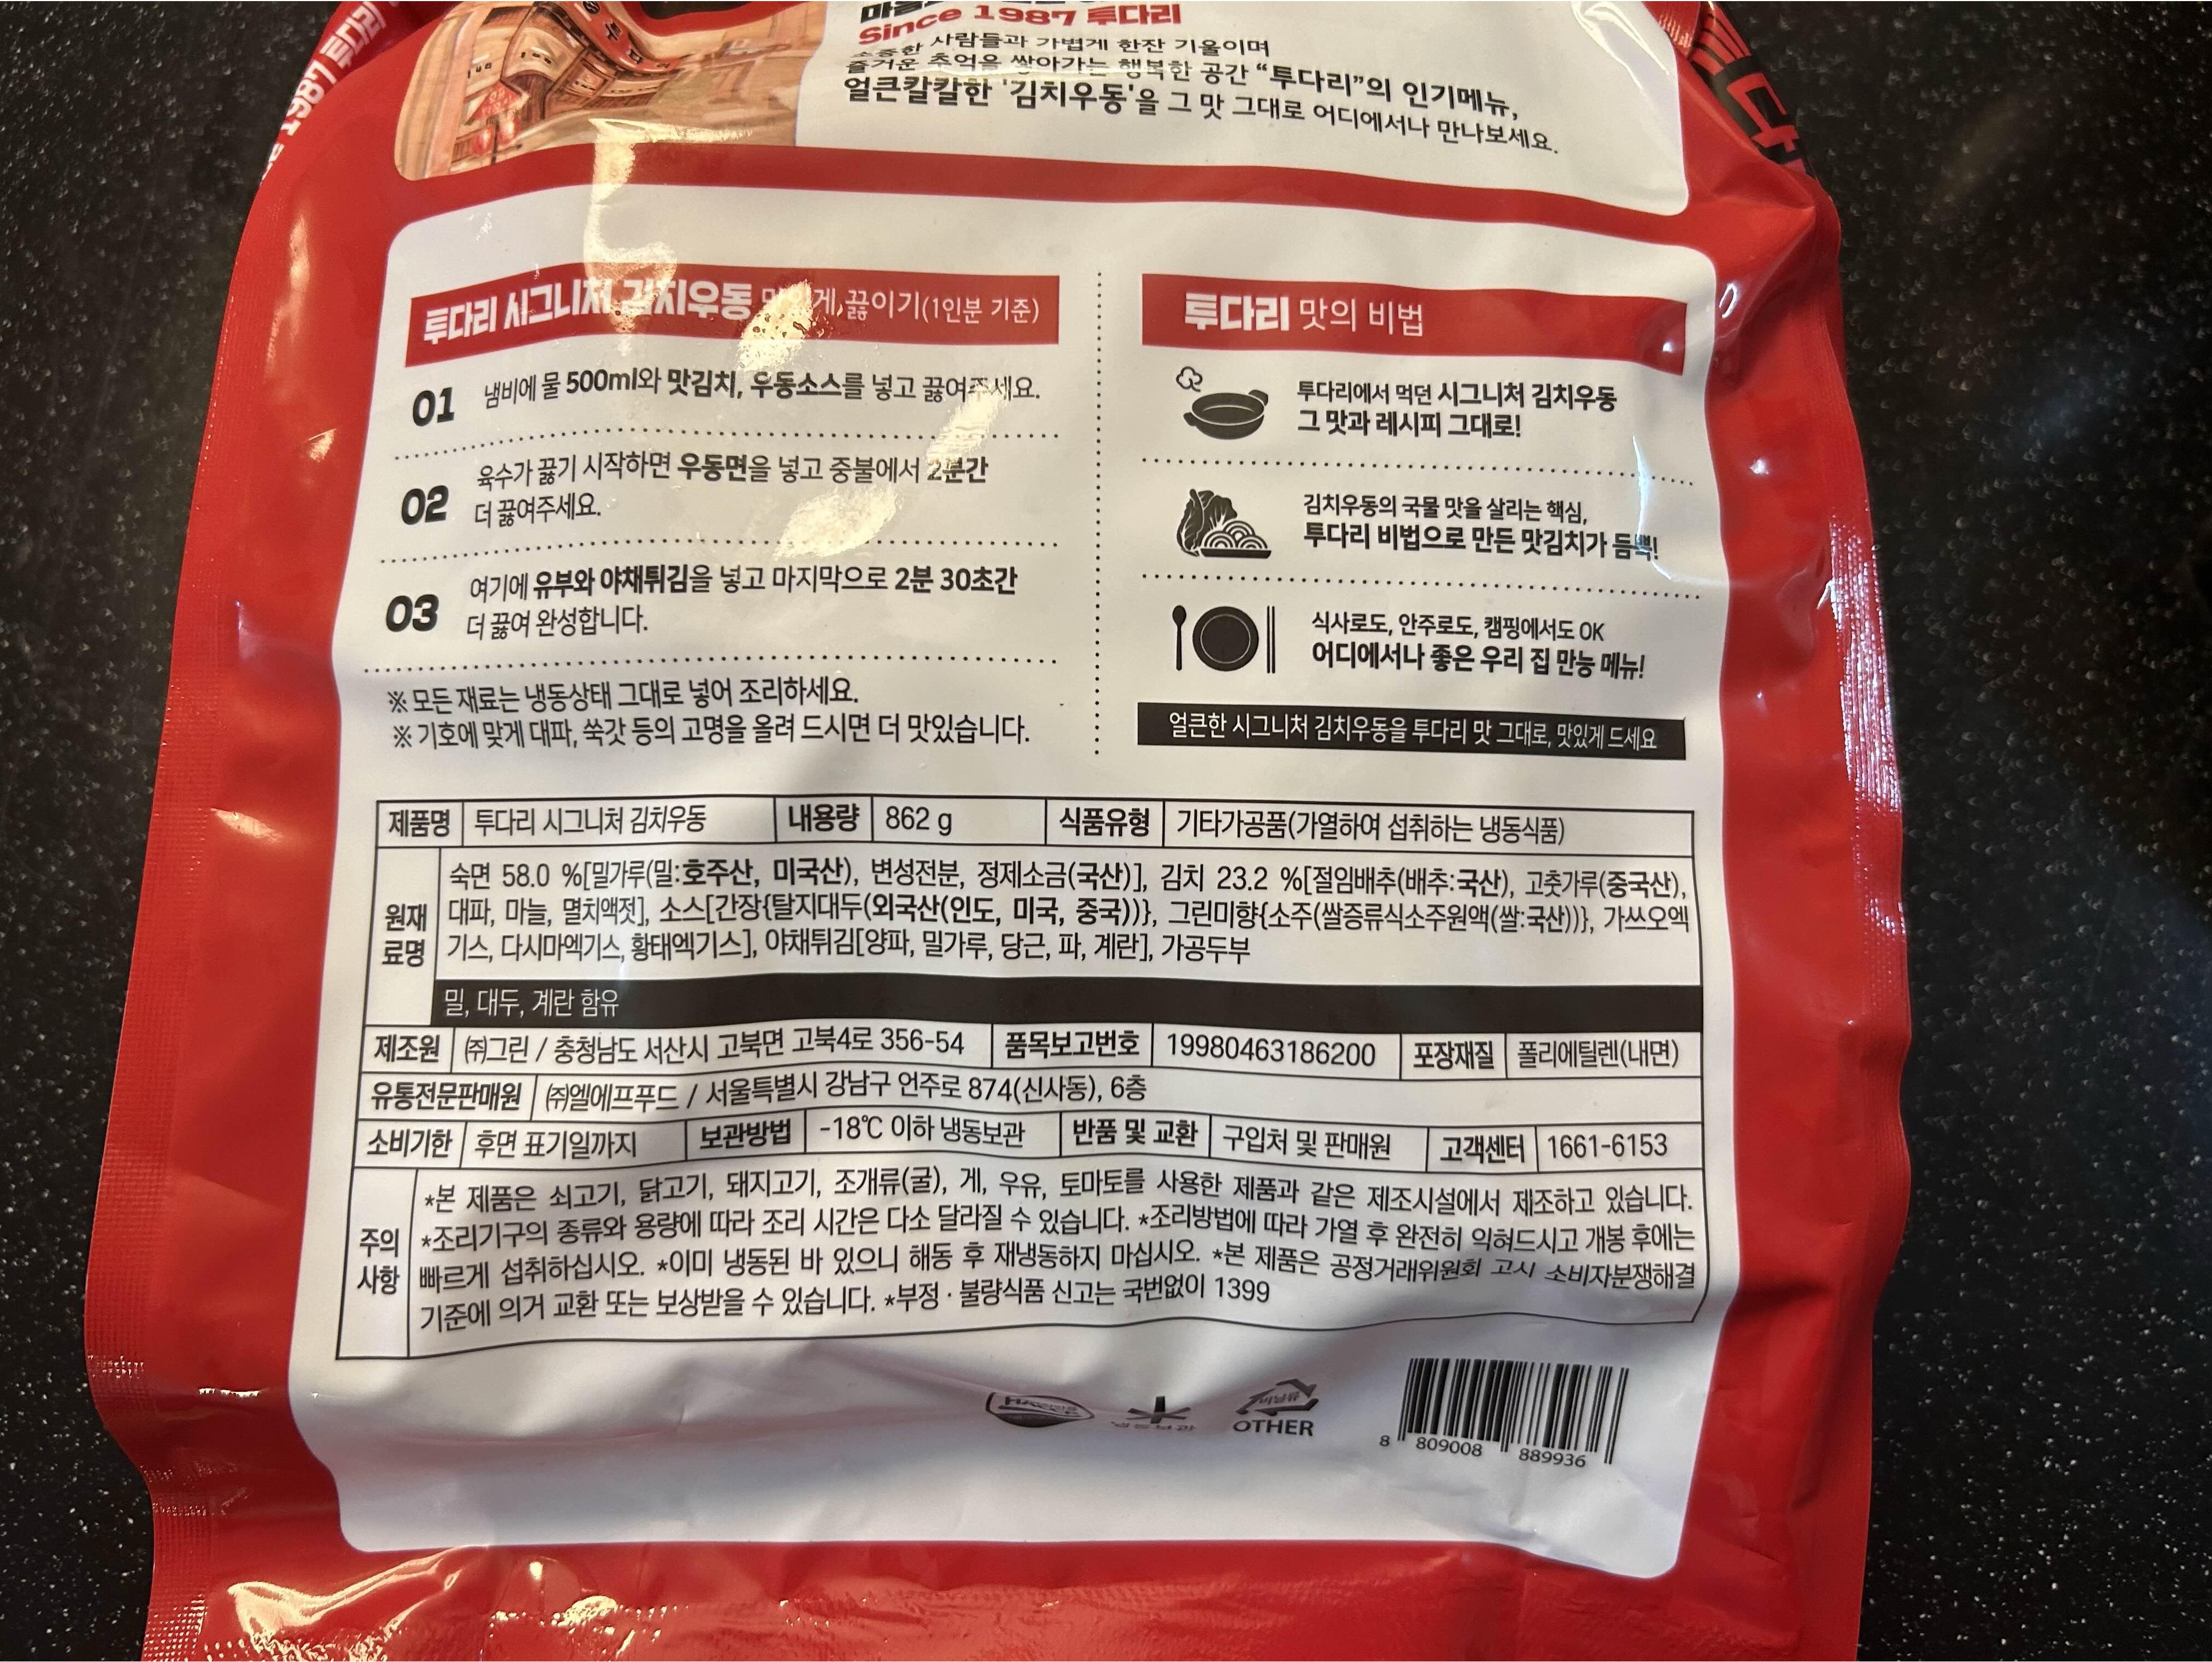 Since 1987 투다리
소중한 사람들과 가볍게 한잔 기울이며
즐거운 추억을 쌓아가는 행복한 공간 “투다리”의 인기메뉴,
얼큰칼칼한 '김치우동'을 그 맛 그대로 어디에서나 만나보세요.
1987 투다리
투다리 시그니처 김치우동 맛있게 끓이기(1인분 기준)
01 냄비에 물 500ml와 맛김치, 우동소스를 넣고 끓여주세요.
02 육수가 끓기 시작하면 우동면을 넣고 중불에서 2분간
더 끓여주세요.
03 여기에 유부와 야채튀김을 넣고 마지막으로 2분 30초간
더 끓여 완성합니다.
※ 모든 재료는 냉동상태 그대로 넣어 조리하세요.
※ 기호에 맞게 대파, 쑥갓 등의 고명을 올려 드시면 더 맛있습니다.
투다리 맛의 비법
투다리에서 먹던 시그니처 김치우동
그 맛과 레시피 그대로!
김치우동의 국물 맛을 살리는 핵심,
투다리 비법으로 만든 맛김치가 듬뿍!
식사로도, 안주로도, 캠핑에서도 OK
어디에서나 좋은 우리 집 만능 메뉴!
얼큰한 시그니처 김치우동을 투다리 맛 그대로, 맛있게 드세요
제품명 투다리 시그니처 김치우동 내용량 862 g 식품유형 기타가공품(가열하여 섭취하는 냉동식품)
원재료명
숙면 58.0 %[밀가루(밀:호주산, 미국산), 변성전분, 정제소금(국산)], 김치 23.2 %[절임배추(배추:국산), 고춧가루(중국산),
대파, 마늘, 멸치액젓], 소스[간장{탈지대두(외국산(인도, 미국, 중국))}, 그린미향{소주(쌀증류식소주원액(쌀:국산))}, 가쓰오엑
기스, 다시마엑기스, 황태엑기스], 야채튀김[양파, 밀가루, 당근, 파, 계란], 가공두부
밀, 대두, 계란 함유
제조원 ㈜그린 / 충청남도 서산시 고북면 고북4로 356-54 품목보고번호 19980463186200 포장재질 폴리에틸렌(내면)
유통전문판매원 ㈜엘에프푸드 / 서울특별시 강남구 언주로 874(신사동), 6층
소비기한 후면 표기일까지 보관방법 -18℃ 이하 냉동보관 반품 및 교환 구입처 및 판매원 고객센터 1661-6153
주의사항
*본 제품은 쇠고기, 닭고기, 돼지고기, 조개류(굴), 게, 우유, 토마토를 사용한 제품과 같은 제조시설에서 제조하고 있습니다.
*조리기구의 종류와 용량에 따라 조리 시간은 다소 달라질 수 있습니다. *조리방법에 따라 가열 후 완전히 익혀드시고 개봉 후에는
빠르게 섭취하십시오. *이미 냉동된 바 있으니 해동 후 재냉동하지 마십시오. *본 제품은 공정거래위원회 고시 소비자분쟁해결
기준에 의거 교환 또는 보상받을 수 있습니다. *부정 · 불량식품 신고는 국번없이 1399
HACCP
냉동보관
비닐류
OTHER
8 809008 889936